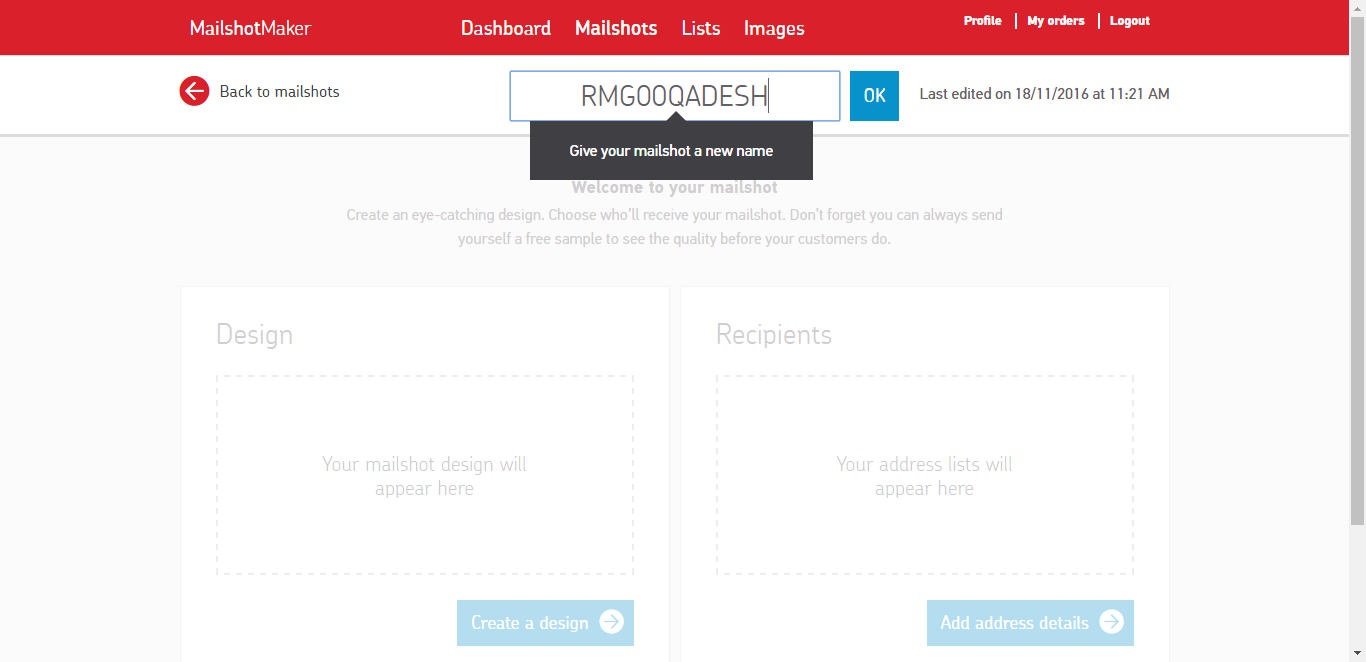 MailshotMaker
Dashboard Mailshots Lists Images
Profile | My orders | Logout
Back to mailshots
RMG00QADESH
OK
Last edited on 18/11/2016 at 11:21 AM
Give your mailshot a new name
Welcome to your mailshot
Create an eye-catching design. Choose who'll receive your mailshot. Don't forget you can always send
yourself a free sample to see the quality before your customers do.
Design
Your mailshot design will
appear here
Create a design
Recipients
Your address lists will
appear here
Add address details